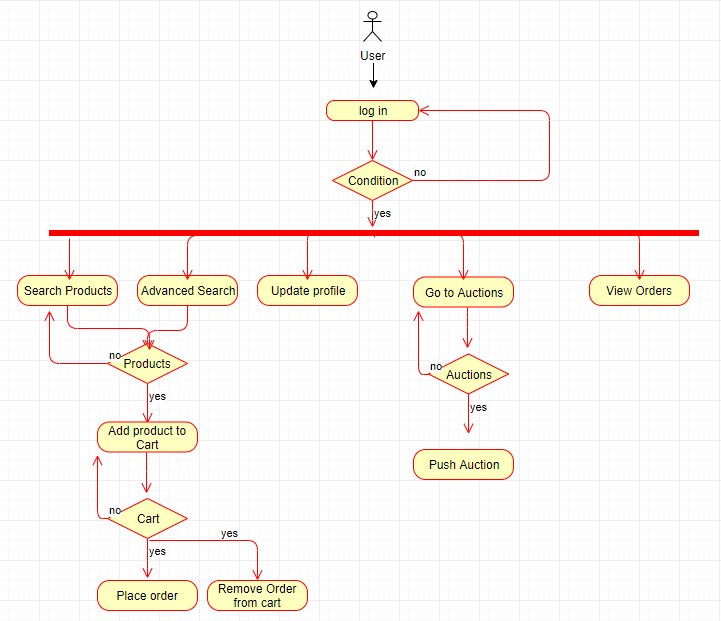 User
log in
Condition
no
yes
Search Products
Advanced Search
Update profile
Go to Auctions
View Orders
no
Products
no
Auctions
yes
yes
Add product to
Cart
Push Auction
no
Cart
yes
yes
Place order
Remove Order
from cart